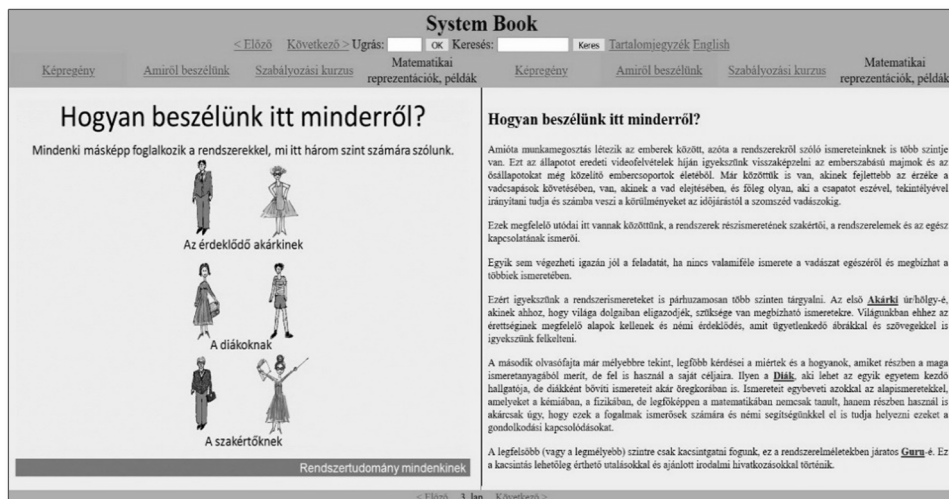 System Book
< Előző Következő > Ugrás: OK Keresés: Keres Tartalomjegyzék English
Képregény Amiről beszélünk Szabályozási kurzus Matematikai reprezentációk, példák Képregény Amiről beszélünk Szabályozási kurzus Matematikai reprezentációk, példák
Hogyan beszélünk itt minderről?
Mindenki másképp foglalkozik a rendszerekkel, mi itt három szint számára szólunk.
Az érdeklődő akárkinek
A diákoknak
A szakértőknek
Rendszertudomány mindenkinek
Hogyan beszélünk itt minderről?
Amióta munkamegosztás létezik az emberek között, azóta a rendszerekről szóló ismereteinknek is több szintje
van. Ezt az állapotot eredeti videofelvételek híján igyekszünk visszaképzelni az emberszabású majmok és az
ősállapotokat még közelítő embercsoportok életéből. Már közöttük is van, akinek fejlettebb az érzéke a
vadcsapások követésében, van, akinek a vad elejtésében, és főleg olyan, aki a csapatot eszével, tekintélyével
irányítani tudja és számba veszi a körülményeket az időjárástól a szomszéd vadászokig.
Ezek megfelelő utódai itt vannak közöttünk, a rendszerek részismeretének szakértői, a rendszerelemek és az egész
kapcsolatának ismerői.
Egyik sem végezheti igazán jól a feladatát, ha nincs valamiféle ismerete a vadászat egészéről és megbízhat a
többiek ismeretében.
Ezért igyekszünk a rendszerismereteket is párhuzamosan több szinten tárgyalni. Az első Akárki úr/hölgy-é,
akinek ahhoz, hogy világa dolgaiban eligazodjék, szüksége van megbízható ismeretekre. Világunkban ehhez az
érettséginek megfelelő alapok kellenek és némi érdeklődés, amit ügyetlenkedő ábrákkal és szövegekkel is
igyekszünk felkelteni.
A második olvasófajta már mélyebbre tekint, legfőbb kérdései a miértek és a hogyanok, amiket részben a maga
ismeretanyagából merít, de fel is használ a saját céljaira. Ilyen a Diák, aki lehet az egyik egyetem kezdő
hallgatója, de diákként bővíti ismereteit akár öregkorában is. Ismereteit egybeveti azokkal az alapismeretekkel,
amelyeket a kémiában, a fizikában, de legfőképpen a matematikában nemcsak tanult, hanem részben használ is
akárcsak úgy, hogy ezek a fogalmak ismerősek számára és némi segítségünkkel el is tudja helyezni ezeket a
gondolkodási kapcsolódásokat.
A legfelsőbb (vagy a legmélyebb) szintre csak kacsintgatni fogunk, ez a rendszerelméletekben járatos Guru-é. Ez
a kacsintás lehetőleg érthető utalásokkal és ajánlott irodalmi hivatkozásokkal történik.
< Előző 3. lap Következő >